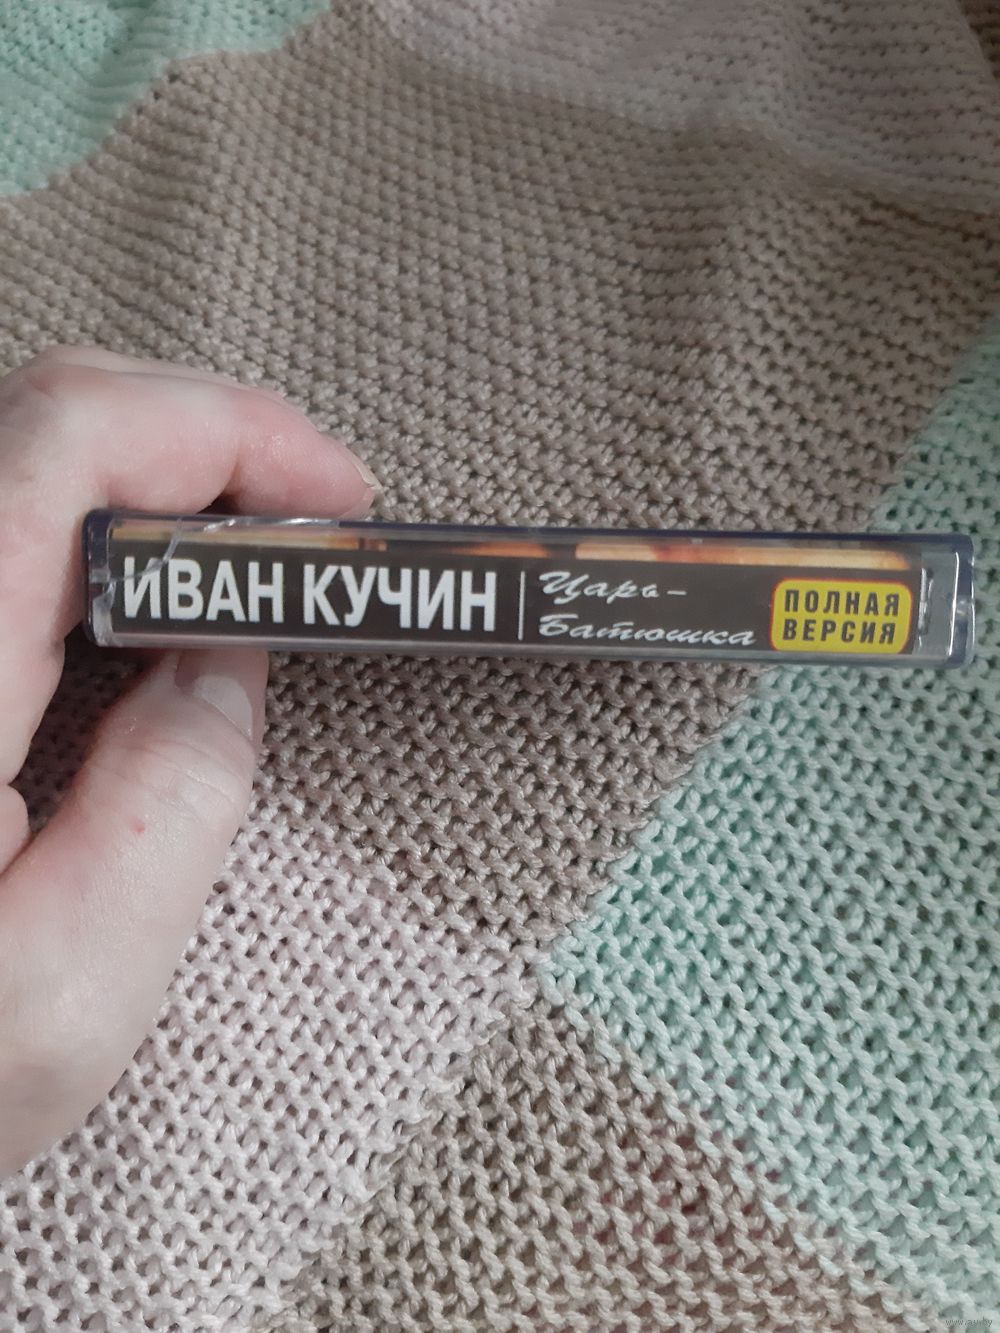 ИВАН КУЧИН
Царь-
Батюшка
ПОЛНАЯ
ВЕРСИЯ